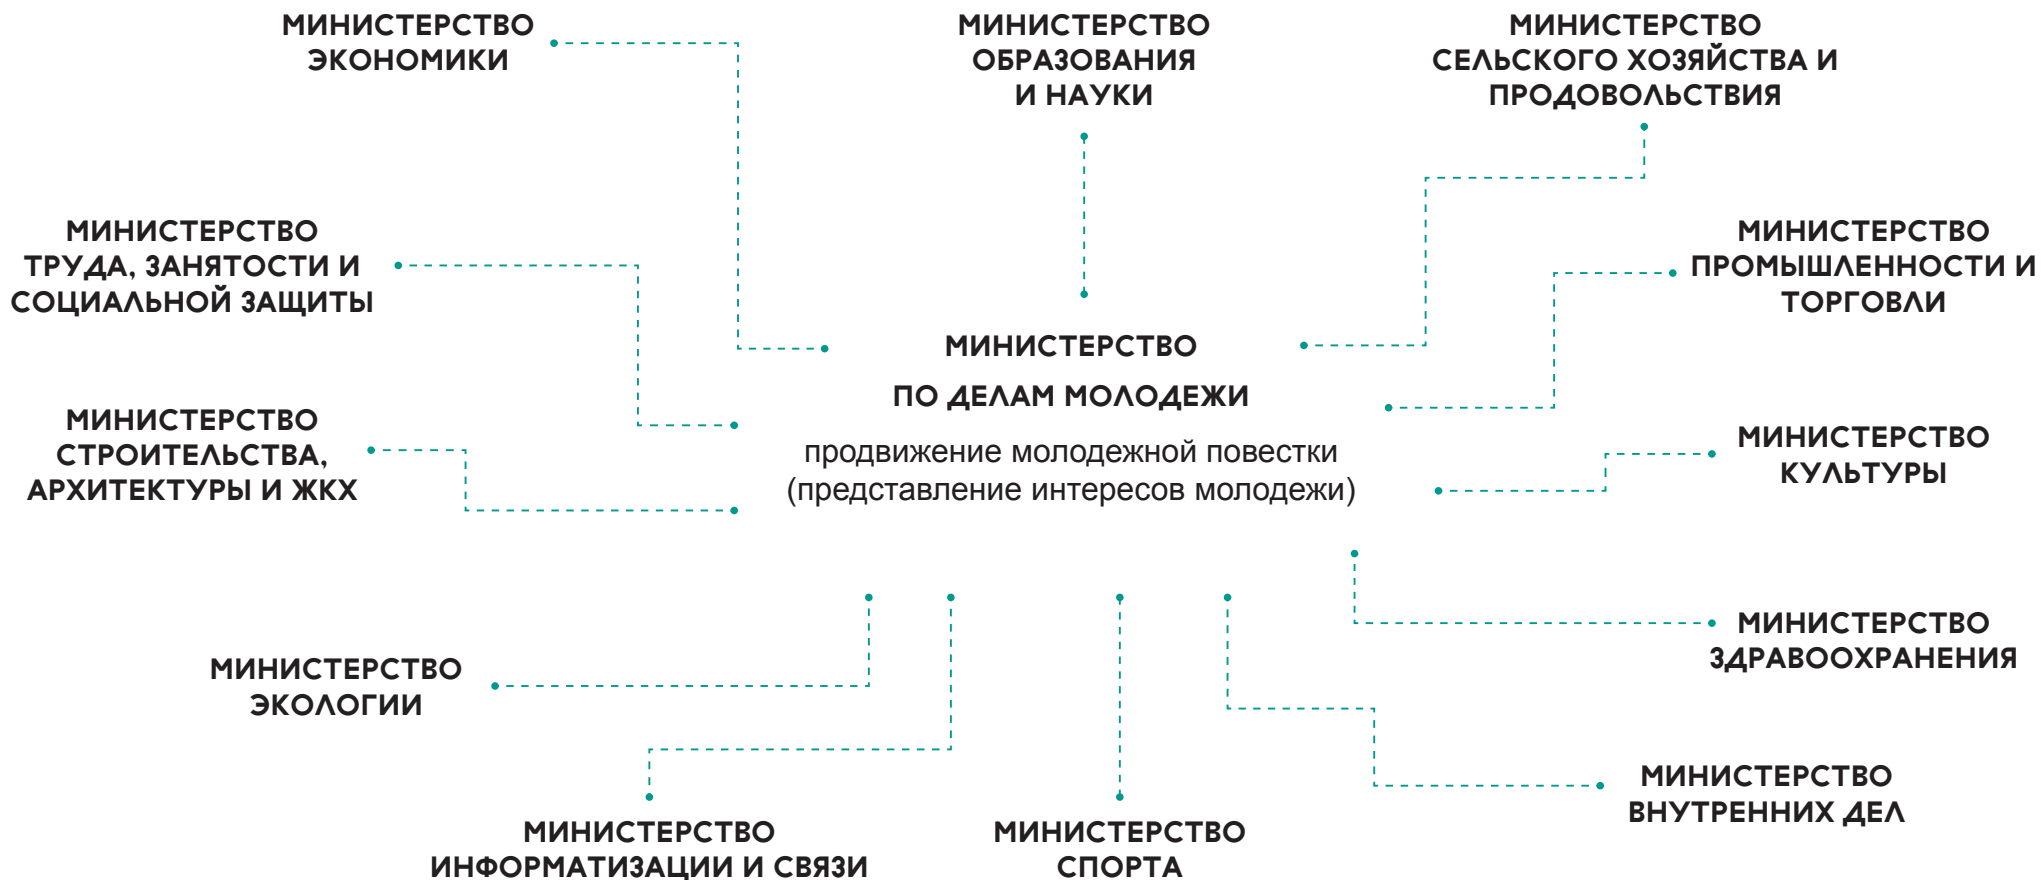 МИНИСТЕРСТВО
ЭКОНОМИКИ
МИНИСТЕРСТВО
ОБРАЗОВАНИЯ
И НАУКИ
МИНИСТЕРСТВО
СЕЛЬСКОГО ХОЗЯЙСТВА И
ПРОДОВОЛЬСТВИЯ
МИНИСТЕРСТВО
ТРУДА, ЗАНЯТОСТИ И
СОЦИАЛЬНОЙ ЗАЩИТЫ
МИНИСТЕРСТВО
ПРОМЫШЛЕННОСТИ И
ТОРГОВЛИ
МИНИСТЕРСТВО
ПО ДЕЛАМ МОЛОДЕЖИ
продвижение молодежной повестки
(представление интересов молодежи)
МИНИСТЕРСТВО
СТРОИТЕЛЬСТВА,
АРХИТЕКТУРЫ И ЖКХ
МИНИСТЕРСТВО
КУЛЬТУРЫ
МИНИСТЕРСТВО
ЗДРАВООХРАНЕНИЯ
МИНИСТЕРСТВО
ЭКОЛОГИИ
МИНИСТЕРСТВО
ВНУТРЕННИХ ДЕЛ
МИНИСТЕРСТВО
ИНФОРМАТИЗАЦИИ И СВЯЗИ
МИНИСТЕРСТВО
СПОРТА